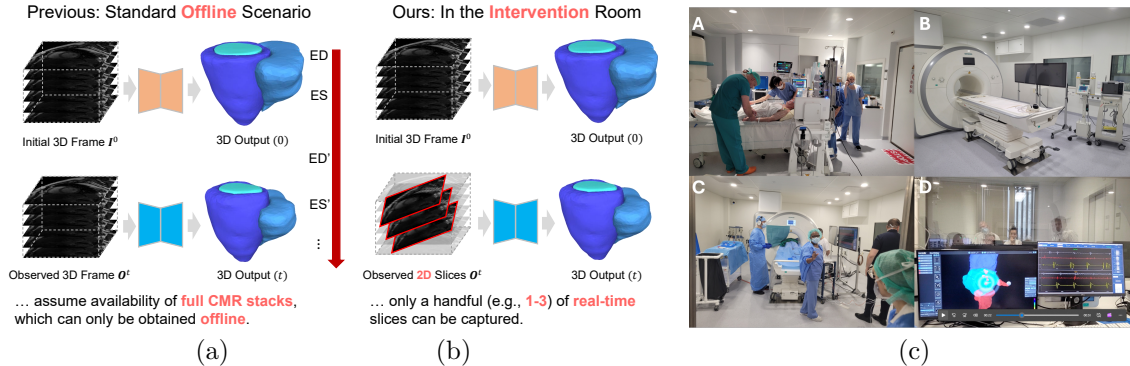 Previous: Standard Offline Scenario
Initial 3D Frame I⁰
3D Output (0)
Observed 3D Frame Oᵗ
3D Output (t)
… assume availability of full CMR stacks,
which can only be obtained offline.
(a)
ED
ES
ED'
ES'
⋮
Ours: In the Intervention Room
Initial 3D Frame I⁰
3D Output (0)
Observed 2D Slices Oᵗ
3D Output (t)
… only a handful (e.g., 1-3) of real-time
slices can be captured.
(b)
A
B
C
D
(c)